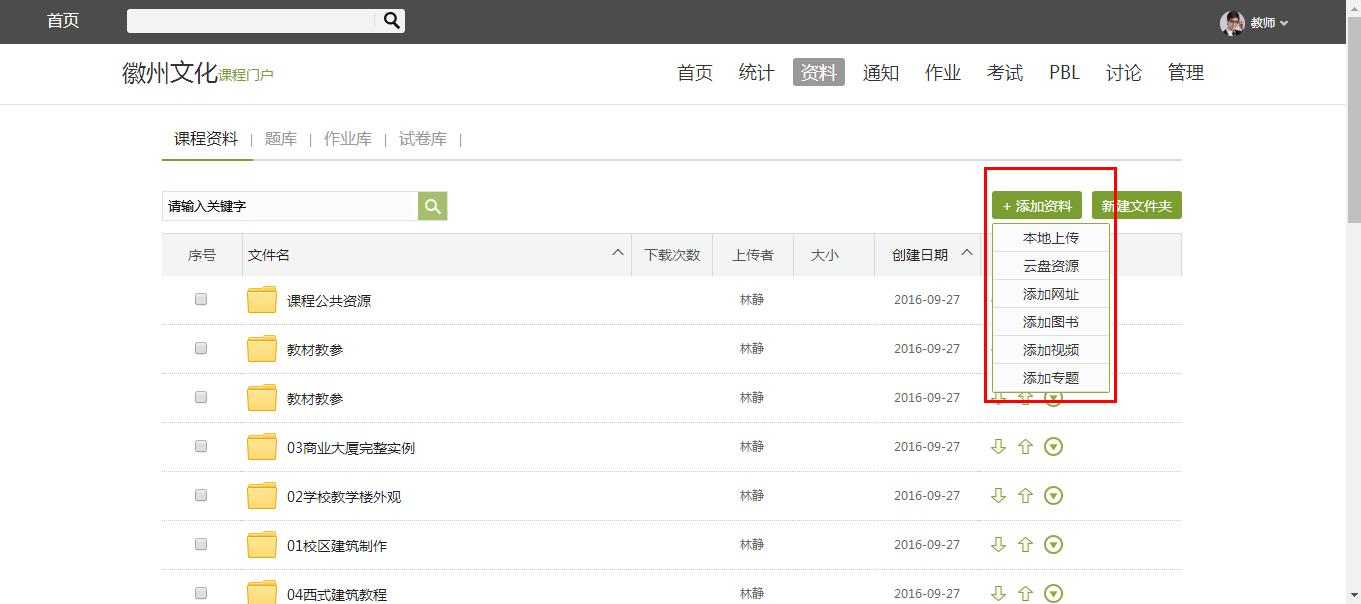 首页 教师
徽州文化课程门户 首页 统计 资料 通知 作业 考试 PBL 讨论 管理
课程资料 | 题库 | 作业库 | 试卷库 |
请输入关键字 + 添加资料 新建文件夹
本地上传
序号 文件名 下载次数 上传者 大小 创建日期
云盘资源
添加网址
课程公共资源 林静 2016-09-27
添加图书
教材教参 林静 2016-09-27 添加视频
添加专题
教材教参 林静 2016-09-27
03商业大厦完整实例 林静 2016-09-27
02学校教学楼外观 林静 2016-09-27
01校区建筑制作 林静 2016-09-27
04西式建筑教程 林静 2016-09-27